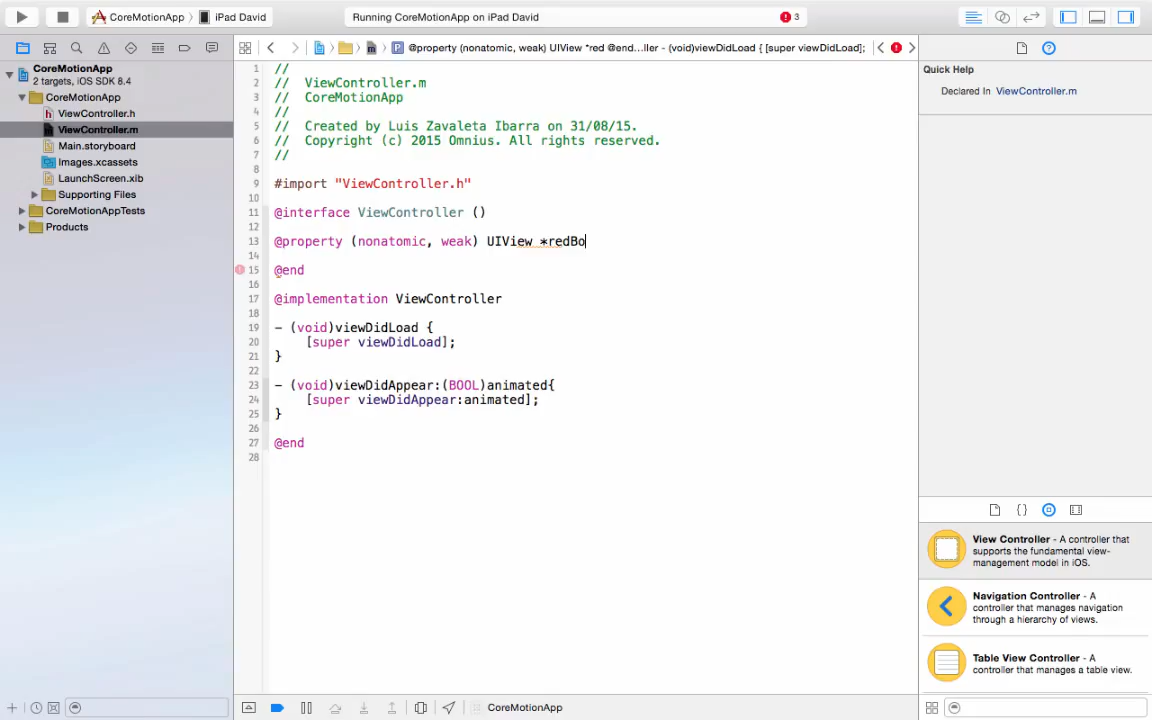 CoreMotionApp 〉 iPad David
Running CoreMotionApp on iPad David
3
@property (nonatomic, weak) UIView *red @end...ller - (void)viewDidLoad { [super viewDidLoad];
CoreMotionApp
2 targets, iOS SDK 8.4
CoreMotionApp
ViewController.h
ViewController.m
Main.storyboard
Images.xcassets
LaunchScreen.xib
Supporting Files
CoreMotionAppTests
Products
1 //
2 //  ViewController.m
3 //  CoreMotionApp
4 //
5 //  Created by Luis Zavaleta Ibarra on 31/08/15.
6 //  Copyright (c) 2015 Omnius. All rights reserved.
7 //
8
9 #import "ViewController.h"
10
11 @interface ViewController ()
12
13 @property (nonatomic, weak) UIView *redBo
14
15 @end
16
17 @implementation ViewController
18
19 - (void)viewDidLoad {
20     [super viewDidLoad];
21 }
22
23 - (void)viewDidAppear:(BOOL)animated{
24     [super viewDidAppear:animated];
25 }
26
27 @end
28
CoreMotionApp
Quick Help
Declared In ViewController.m
{}
View Controller - A controller that
supports the fundamental view-
management model in iOS.
Navigation Controller - A
controller that manages navigation
through a hierarchy of views.
Table View Controller - A
controller that manages a table view.